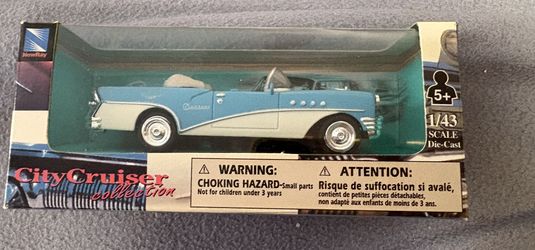 NewRay
5+
1/43
SCALE
Die-Cast
CityCruiser
collection
WARNING:
CHOKING HAZARD-Small parts
Not for children under 3 years
ATTENTION:
Risque de suffocation si avalé,
contient de petites pièces détachables,
non adapté aux enfants de moins de 3 ans.